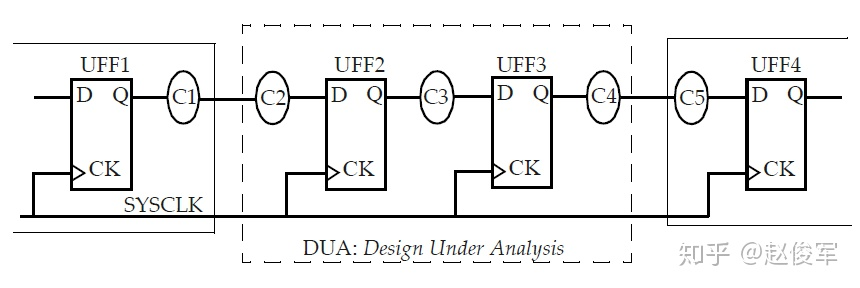 UFF1 UFF2 UFF3 UFF4
D Q C1 C2 D Q C3 D Q C4 C5 D Q
CK CK CK CK
SYSCLK
DUA: Design Under Analysis
知乎 @赵俊军